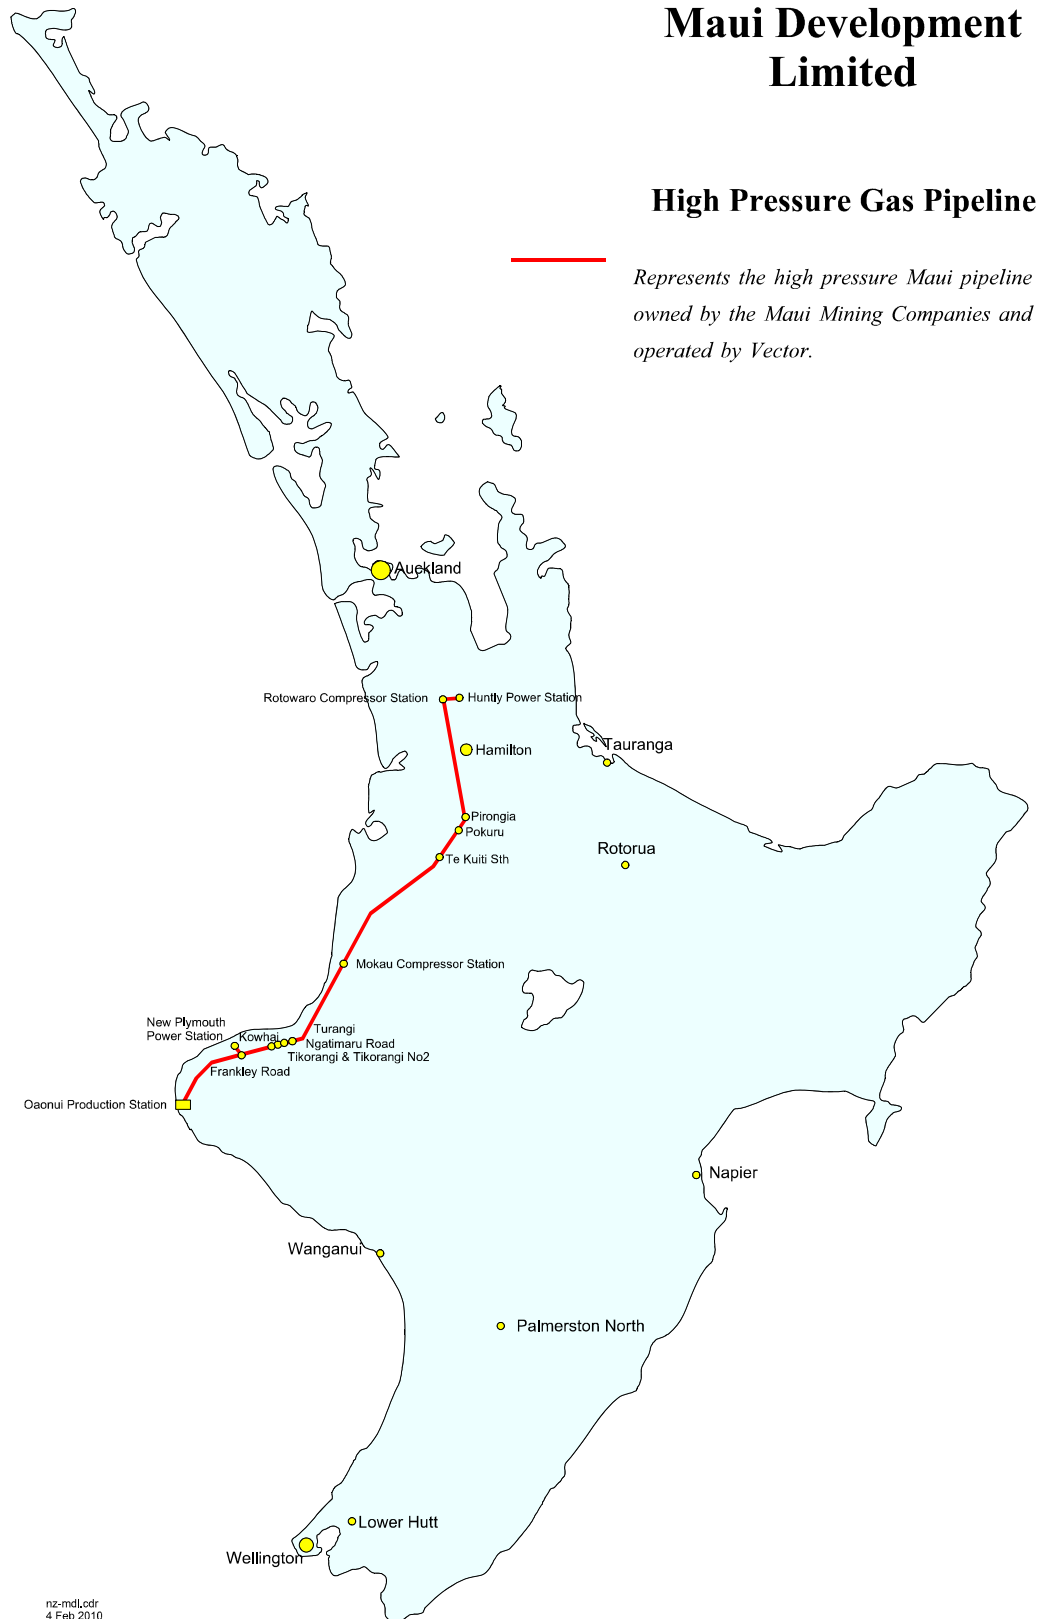 Maui Development
Limited
High Pressure Gas Pipeline
Represents the high pressure Maui pipeline
owned by the Maui Mining Companies and
operated by Vector.
Auckland
Rotowaro Compressor Station
Huntly Power Station
Hamilton
Tauranga
Pirongia
Pokuru
Te Kuiti Sth
Rotorua
Mokau Compressor Station
New Plymouth
Power Station
Kowhai
Turangi
Ngatimaru Road
Tikorangi & Tikorangi No2
Frankley Road
Oaonui Production Station
Napier
Wanganui
Palmerston North
Lower Hutt
Wellington
nz-mdl.cdr
4 Feb 2010